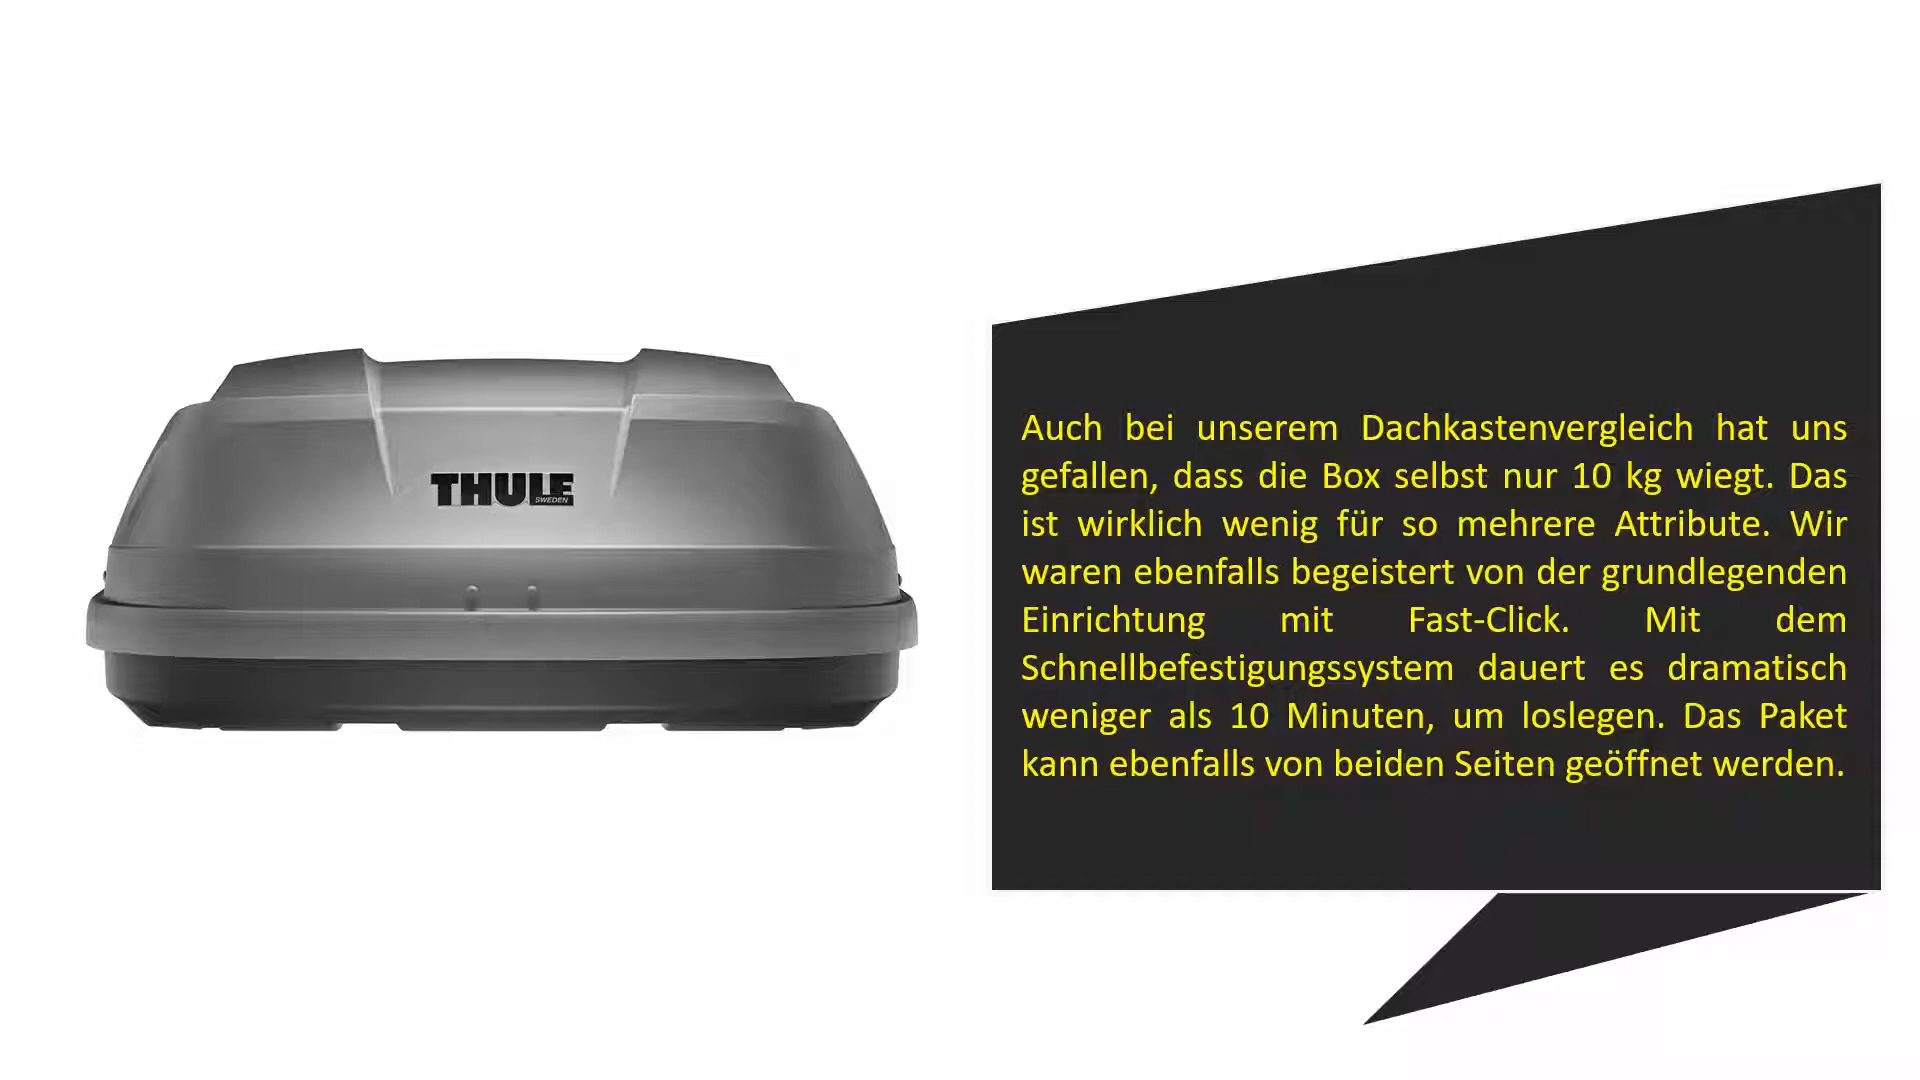 THULE
SWEDEN
Auch bei unserem Dachkastenvergleich hat uns
gefallen, dass die Box selbst nur 10 kg wiegt. Das
ist wirklich wenig für so mehrere Attribute. Wir
waren ebenfalls begeistert von der grundlegenden
Einrichtung mit Fast-Click. Mit dem
Schnellbefestigungssystem dauert es dramatisch
weniger als 10 Minuten, um loslegen. Das Paket
kann ebenfalls von beiden Seiten geöffnet werden.